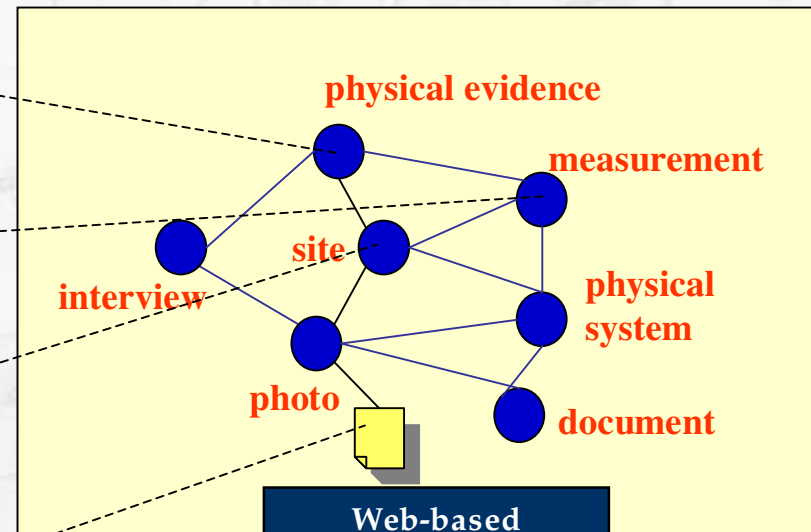 physical evidence
measurement
site
interview
physical
system
photo
document
Web-based